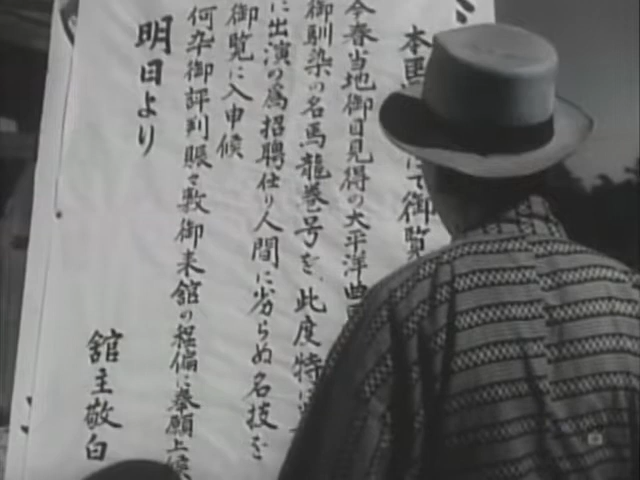 本
て御覧
今春当地御目見得の大平洋曲
御馴染の名馬龍巻号を、此度特に
に出演の為招聘仕り人間に劣らぬ名技を
御覧に入申候
何卒御評判賑々敷御来館の程偏に奉願上候
明日より
館主敬白